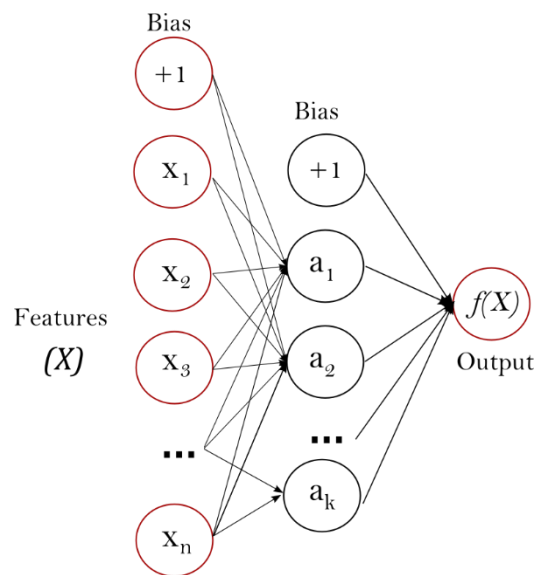 Bias
+1
x₁
x₂
x₃
...
xₙ
Features
(X)
Bias
+1
a₁
a₂
...
aₖ
f(X)
Output